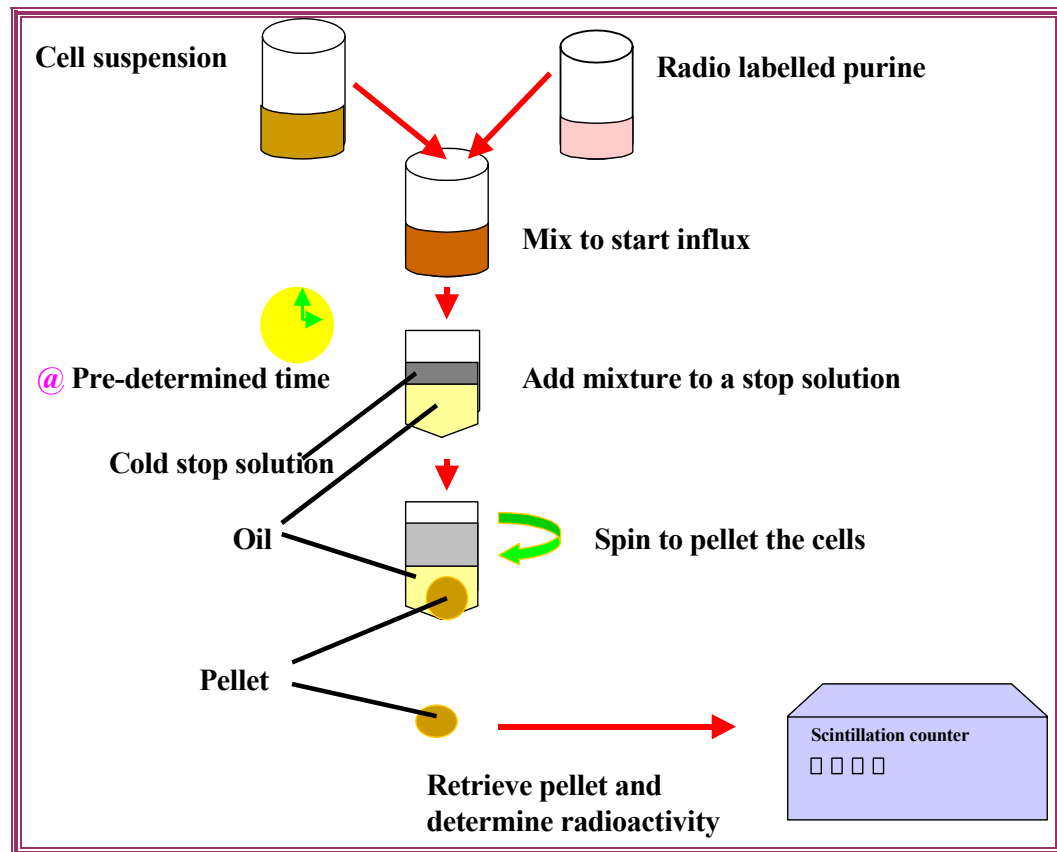 Cell suspension
Radio labelled purine
Mix to start influx
@ Pre-determined time
Add mixture to a stop solution
Cold stop solution
Oil
Spin to pellet the cells
Pellet
Scintillation counter
Retrieve pellet and
determine radioactivity